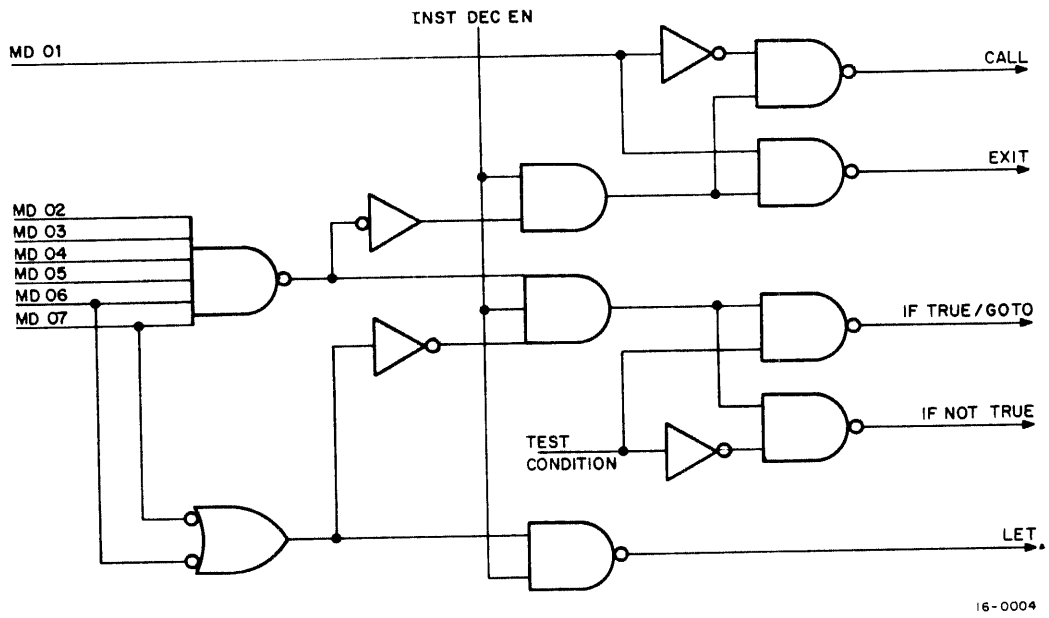 INST DEC EN
MD 01
CALL
EXIT
MD 02
MD 03
MD 04
MD 05
MD 06
MD 07
IF TRUE/GOTO
IF NOT TRUE
TEST
CONDITION
LET
16-0004